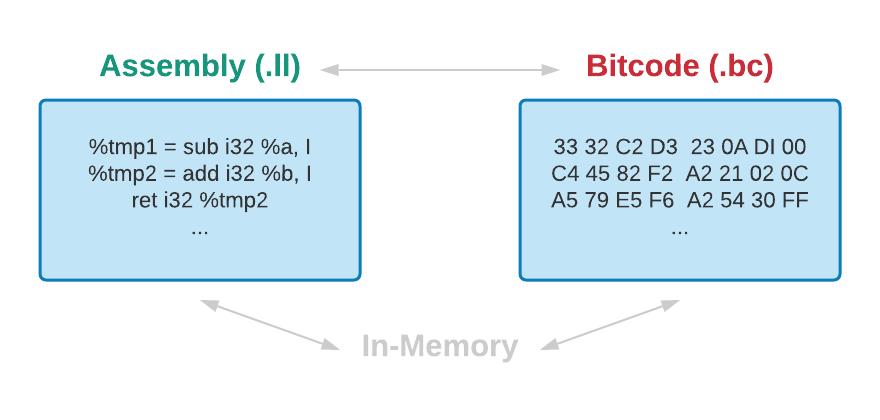 Assembly (.ll)
Bitcode (.bc)
%tmp1 = sub i32 %a, I
%tmp2 = add i32 %b, I
ret i32 %tmp2
...
33 32 C2 D3  23 0A DI 00
C4 45 82 F2  A2 21 02 0C
A5 79 E5 F6  A2 54 30 FF
...
In-Memory